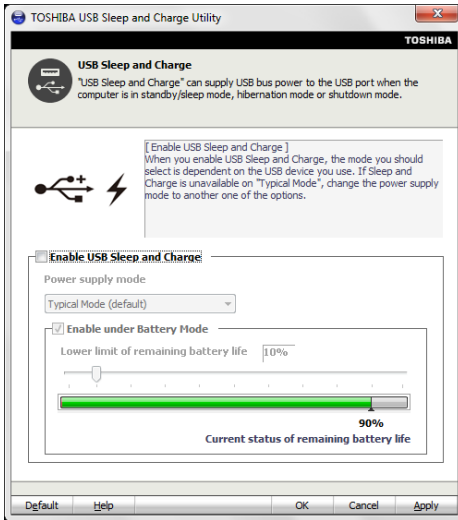 TOSHIBA USB Sleep and Charge Utility
TOSHIBA
USB Sleep and Charge
"USB Sleep and Charge" can supply USB bus power to the USB port when the
computer is in standby/sleep mode, hibernation mode or shutdown mode.
[ Enable USB Sleep and Charge ]
When you enable USB Sleep and Charge, the mode you should
select is dependent on the USB device you use. If Sleep and
Charge is unavailable on "Typical Mode", change the power supply
mode to another one of the options.
Enable USB Sleep and Charge
Power supply mode
Typical Mode (default)
Enable under Battery Mode
Lower limit of remaining battery life 10%
90%
Current status of remaining battery life
Default Help OK Cancel Apply